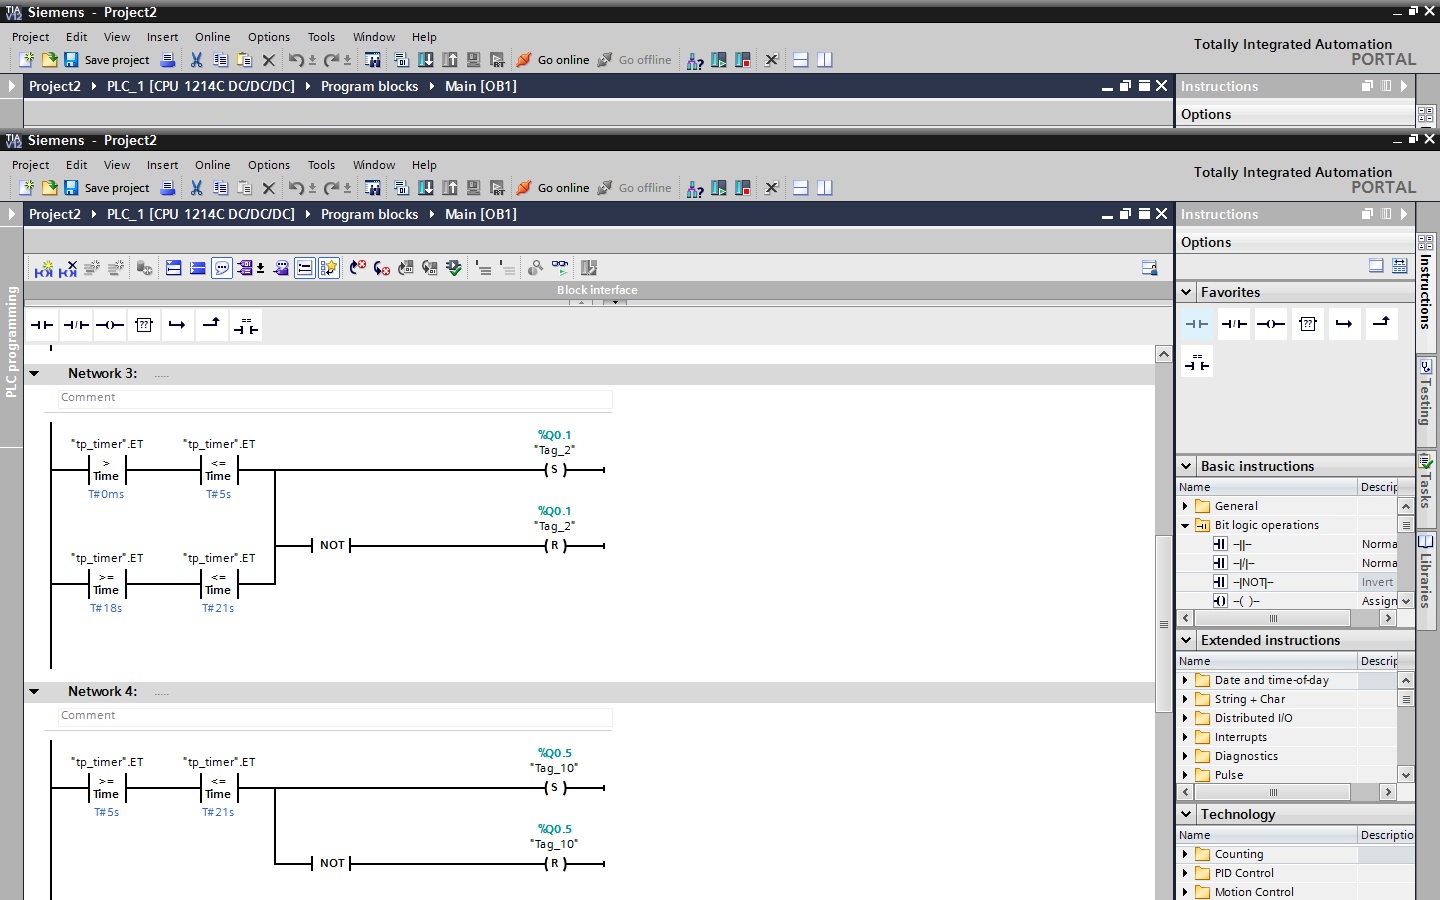 TIA V12 Siemens - Project2
Project Edit View Insert Online Options Tools Window Help
Save project Go online Go offline
Totally Integrated Automation
PORTAL
Project2 PLC_1 [CPU 1214C DC/DC/DC] Program blocks Main [OB1]
Instructions
Options
TIA V12 Siemens - Project2
Project Edit View Insert Online Options Tools Window Help
Save project Go online Go offline
Totally Integrated Automation
PORTAL
Project2 PLC_1 [CPU 1214C DC/DC/DC] Program blocks Main [OB1]
Instructions
Options
PLC programming
Block interface
??
==
Network 3: .....
Comment
"tp_timer".ET "tp_timer".ET
> Time <= Time
T#0ms T#5s
%Q0.1
"Tag_2"
S
%Q0.1
"Tag_2"
NOT R
"tp_timer".ET "tp_timer".ET
>= Time <= Time
T#18s T#21s
Network 4: .....
Comment
"tp_timer".ET "tp_timer".ET
>= Time <= Time
T#5s T#21s
%Q0.5
"Tag_10"
S
%Q0.5
"Tag_10"
NOT R
Favorites
??
==
Basic instructions
Name Descrip
General
Bit logic operations
-||- Norma
-|/|- Norma
-|NOT|- Invert
-( )- Assign
Extended instructions
Name Descrip
Date and time-of-day
String + Char
Distributed I/O
Interrupts
Diagnostics
Pulse
Technology
Name Descriptio
Counting
PID Control
Motion Control
Instructions
Testing
Tasks
Libraries